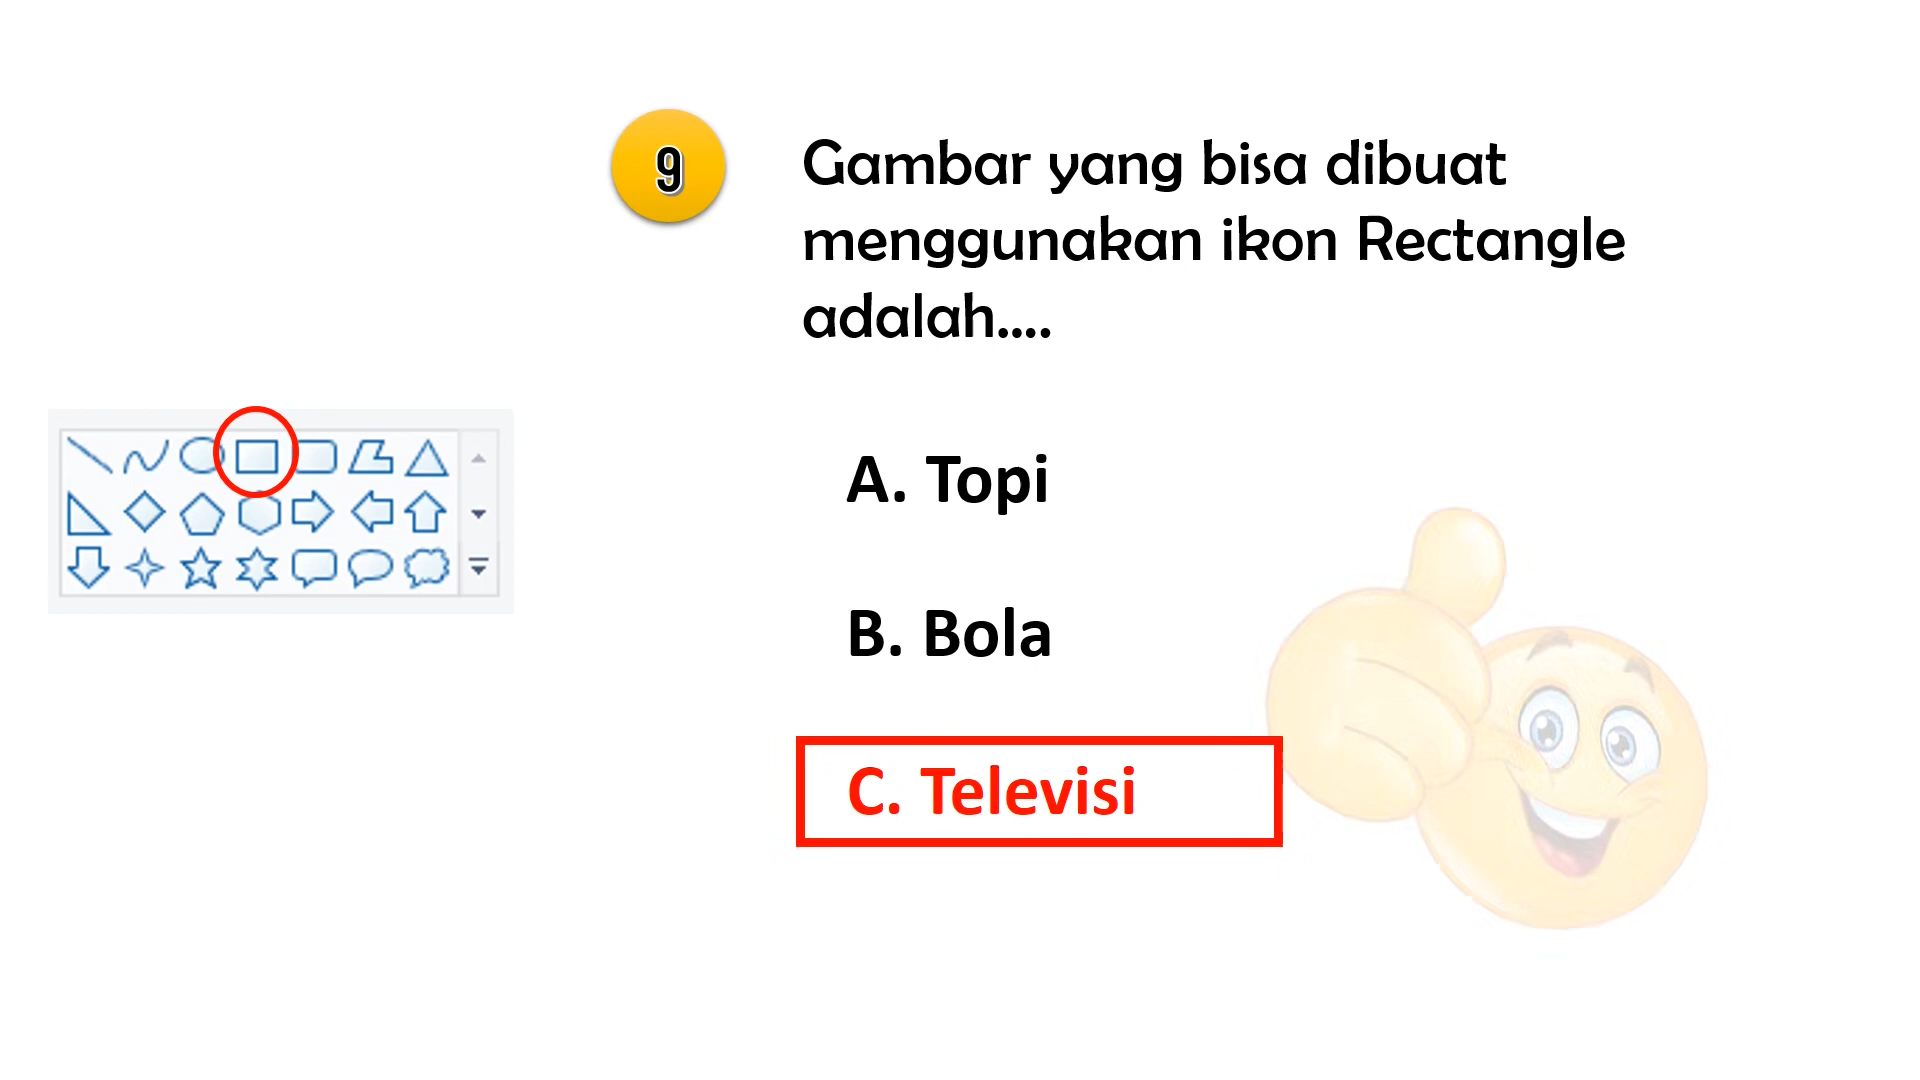 9
Gambar yang bisa dibuat
menggunakan ikon Rectangle
adalah....
A. Topi
B. Bola
C. Televisi